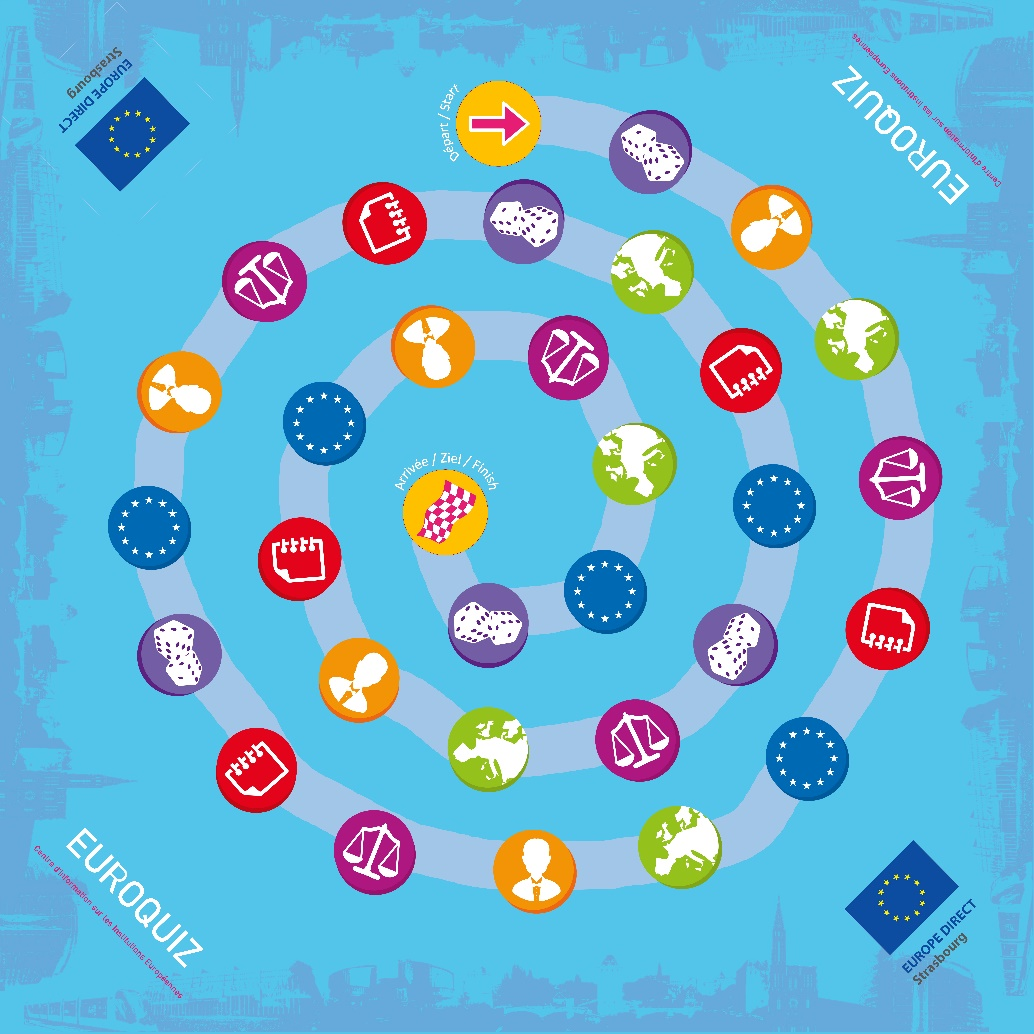 EUROPE DIRECT
Strasbourg
Départ / Start
EUROQUIZ
Centre d'information sur les Institutions Européennes
Arrivée / Ziel / Finish
EUROQUIZ
Centre d'information sur les Institutions Européennes
EUROPE DIRECT
Strasbourg